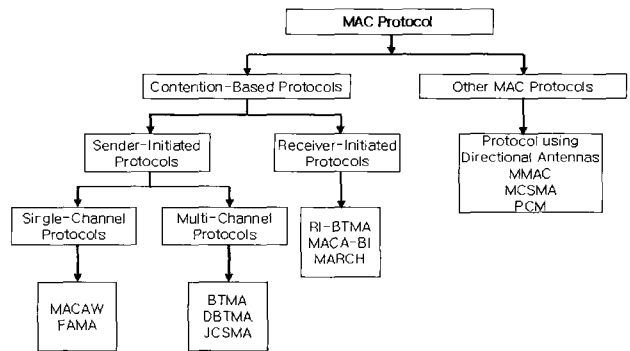 MAC Protocol
Contention-Based Protocols
Other MAC Protocols
Sender-Initiated
Protocols
Receiver-Initiated
Protocols
Protocol using
Directional Antennas
MMAC
MCSMA
PCM
Single-Channel
Protocols
Multi-Channel
Protocols
RI-BTMA
MACA-BI
MARCH
MACAW
FAMA
BTMA
DBTMA
JCSMA